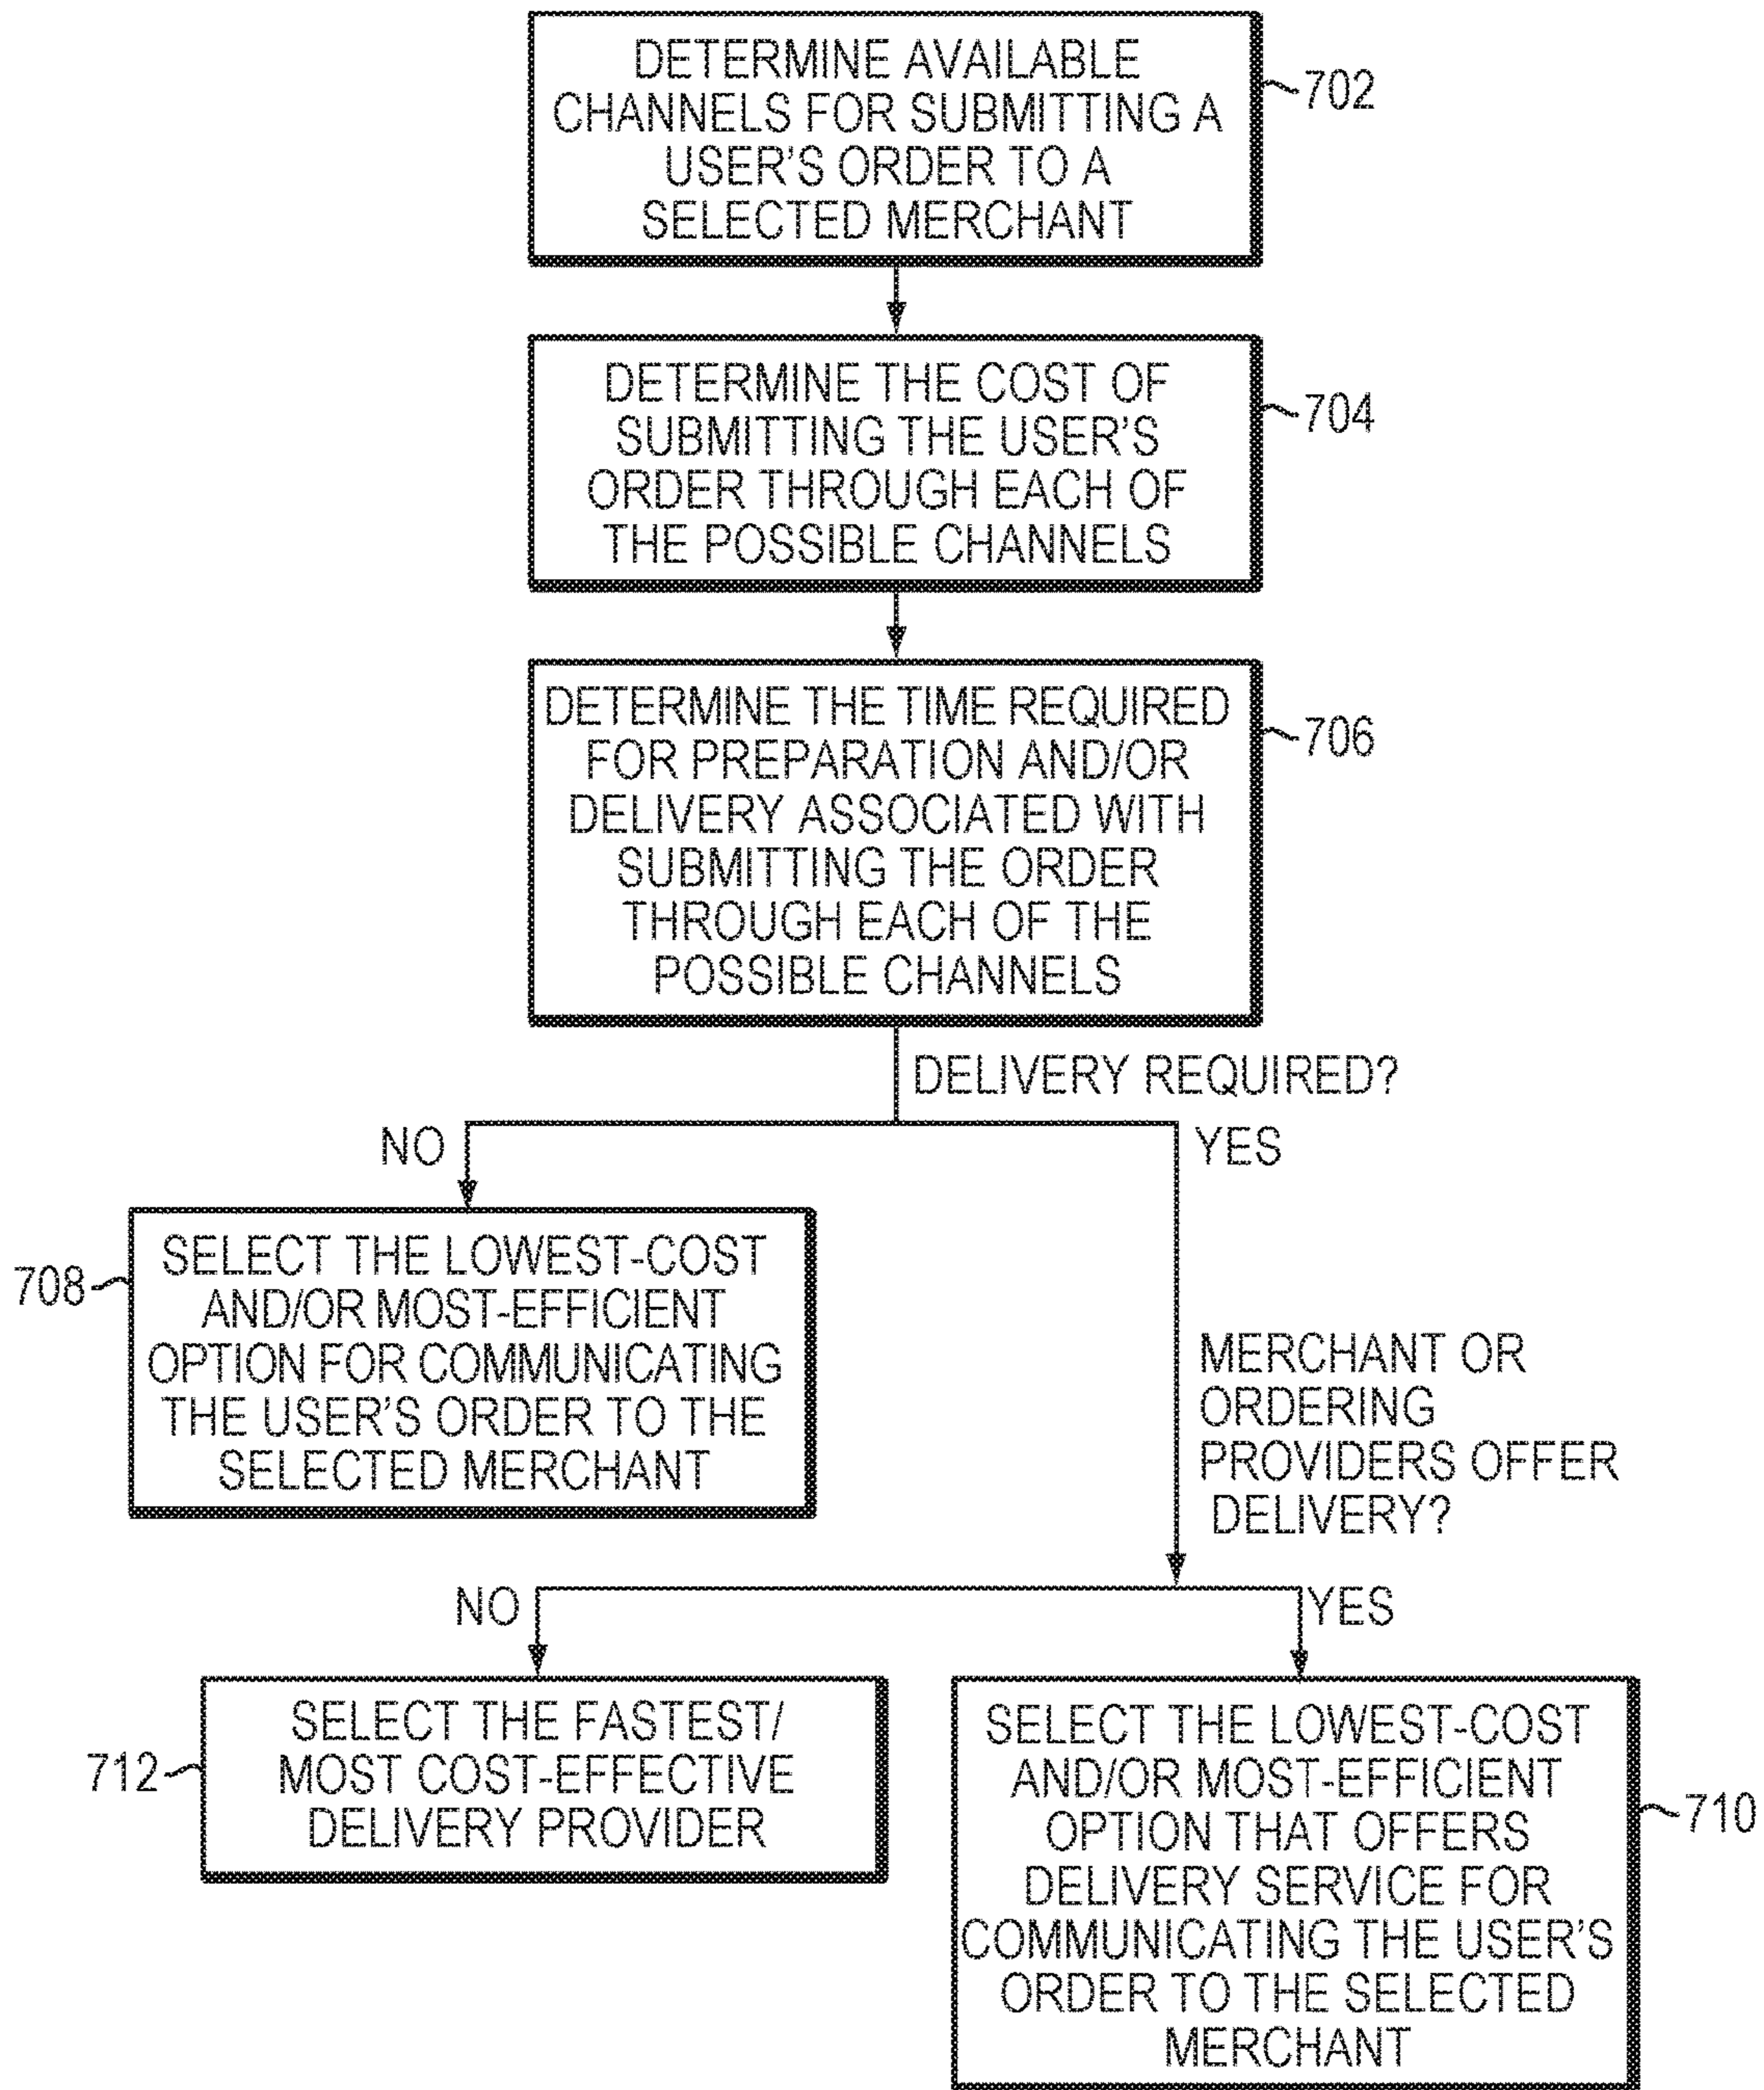 DETERMINE AVAILABLE
CHANNELS FOR SUBMITTING A
USER'S ORDER TO A
SELECTED MERCHANT
702
DETERMINE THE COST OF
SUBMITTING THE USER'S
ORDER THROUGH EACH OF
THE POSSIBLE CHANNELS
704
DETERMINE THE TIME REQUIRED
FOR PREPARATION AND/OR
DELIVERY ASSOCIATED WITH
SUBMITTING THE ORDER
THROUGH EACH OF THE
POSSIBLE CHANNELS
706
DELIVERY REQUIRED?
NO
YES
708
SELECT THE LOWEST-COST
AND/OR MOST-EFFICIENT
OPTION FOR COMMUNICATING
THE USER'S ORDER TO THE
SELECTED MERCHANT
MERCHANT OR
ORDERING
PROVIDERS OFFER
DELIVERY?
NO
YES
712
SELECT THE FASTEST/
MOST COST-EFFECTIVE
DELIVERY PROVIDER
SELECT THE LOWEST-COST
AND/OR MOST-EFFICIENT
OPTION THAT OFFERS
DELIVERY SERVICE FOR
COMMUNICATING THE USER'S
ORDER TO THE SELECTED
MERCHANT
710